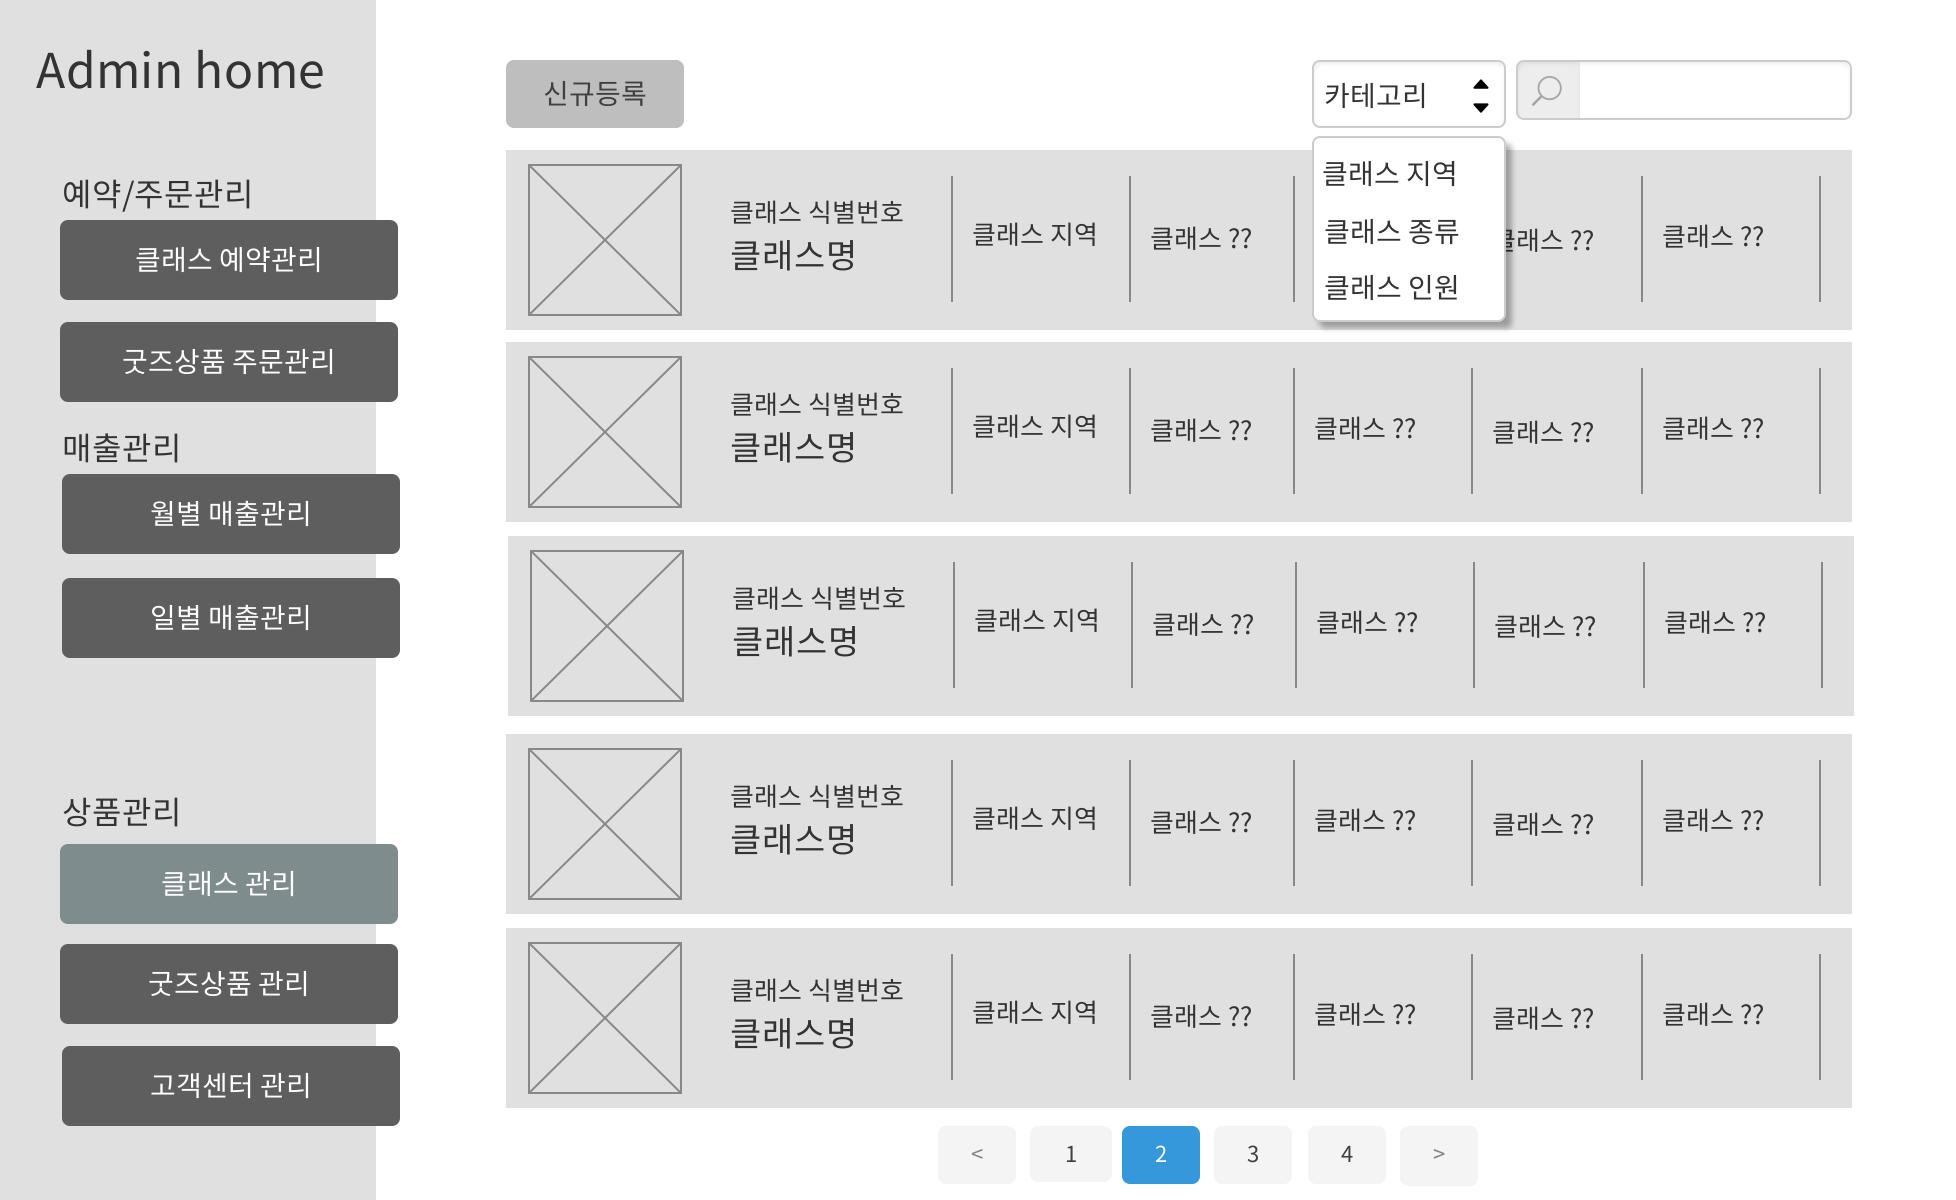 Admin home
예약/주문관리
클래스 예약관리
굿즈상품 주문관리
매출관리
월별 매출관리
일별 매출관리
상품관리
클래스 관리
굿즈상품 관리
고객센터 관리
신규등록
카테고리
클래스 지역
클래스 종류
클래스 인원
클래스 식별번호
클래스명
클래스 지역
클래스 ??
클래스 ??
클래스 ??
클래스 식별번호
클래스명
클래스 지역
클래스 ??
클래스 ??
클래스 ??
클래스 ??
클래스 식별번호
클래스명
클래스 지역
클래스 ??
클래스 ??
클래스 ??
클래스 ??
클래스 식별번호
클래스명
클래스 지역
클래스 ??
클래스 ??
클래스 ??
클래스 ??
클래스 식별번호
클래스명
클래스 지역
클래스 ??
클래스 ??
클래스 ??
클래스 ??
< 1 2 3 4 >